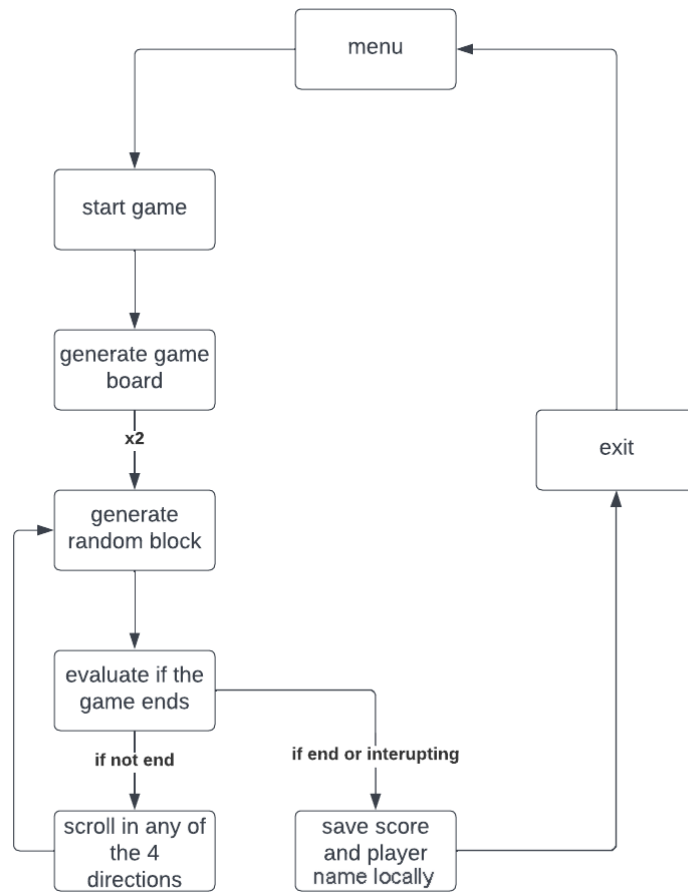 menu
start game
generate game
board
x2
exit
generate
random block
evaluate if the
game ends
if not end
if end or interupting
scroll in any of
the 4
directions
save score
and player
name locally